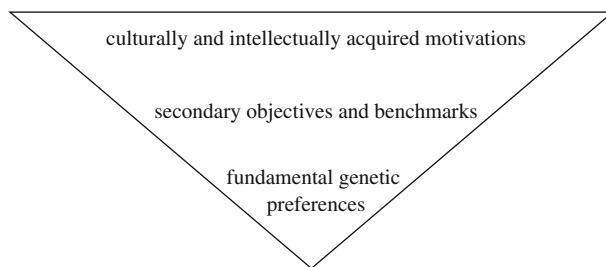 culturally and intellectually acquired motivations
secondary objectives and benchmarks
fundamental genetic
preferences